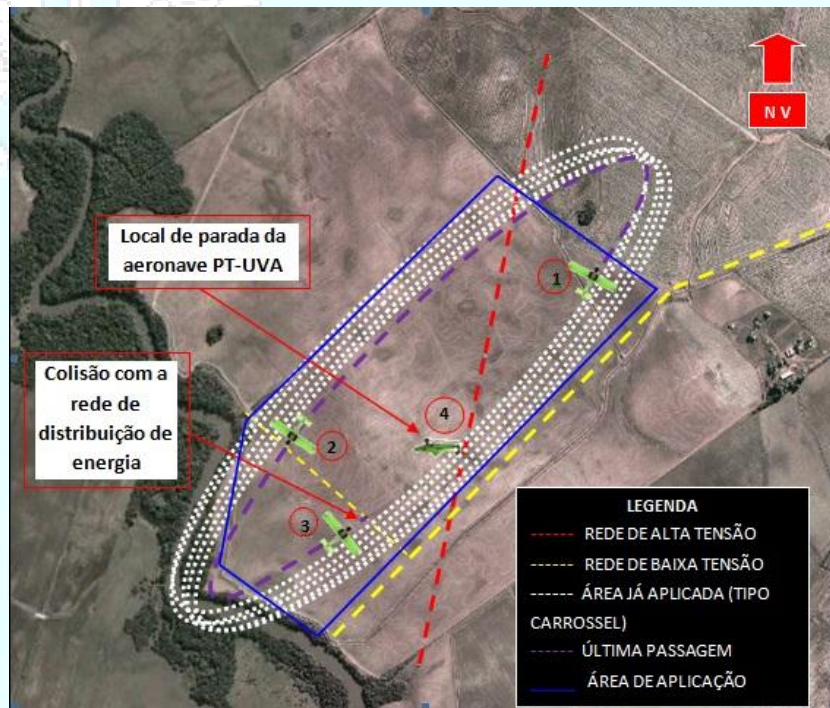 N V
Local de parada da
aeronave PT-UVA
1
Colisão com a
rede de
distribuição de
energia
4
2
3
LEGENDA
REDE DE ALTA TENSÃO
REDE DE BAIXA TENSÃO
ÁREA JÁ APLICADA (TIPO
CARROSSEL)
ÚLTIMA PASSAGEM
ÁREA DE APLICAÇÃO